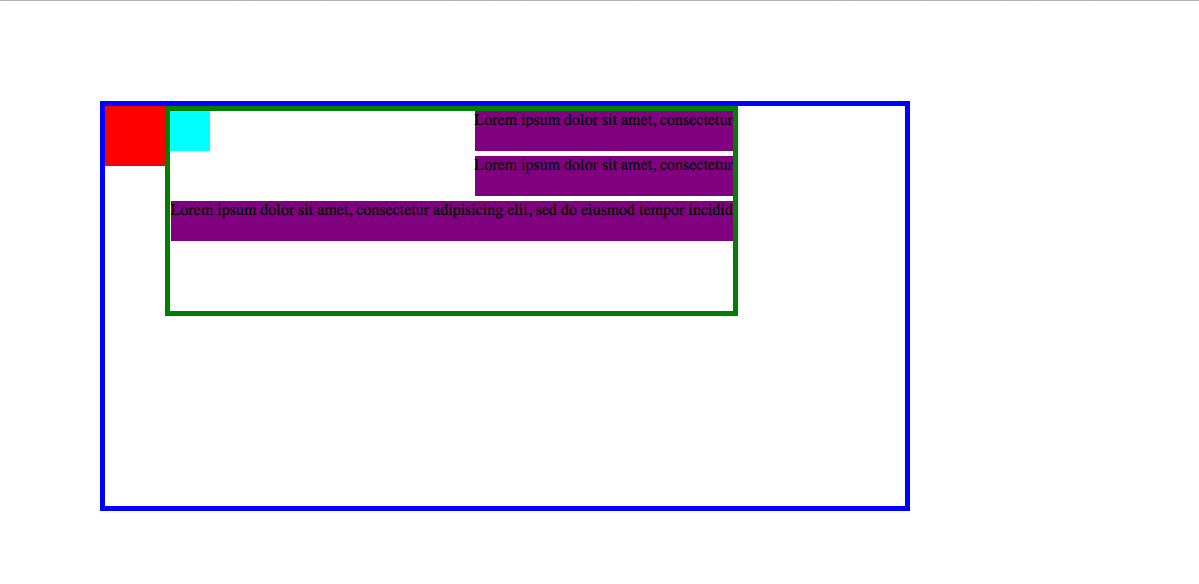 Lorem ipsum dolor sit amet, consectetur
Lorem ipsum dolor sit amet, consectetur
Lorem ipsum dolor sit amet, consectetur adipisicing elit, sed do eiusmod tempor incidid